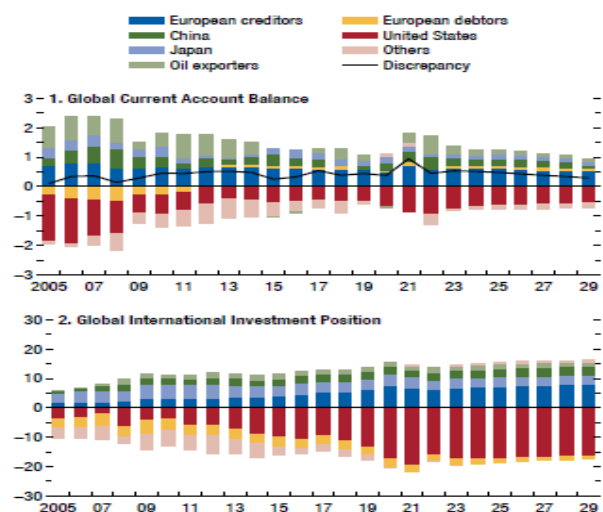 European creditors European debtors
China United States
Japan Others
Oil exporters Discrepancy
3 1. Global Current Account Balance
2
1
0
−1
−2
−3
2005 07 09 11 13 15 17 19 21 23 25 27 29
30 2. Global International Investment Position
20
10
0
−10
−20
−30
2005 07 09 11 13 15 17 19 21 23 25 27 29